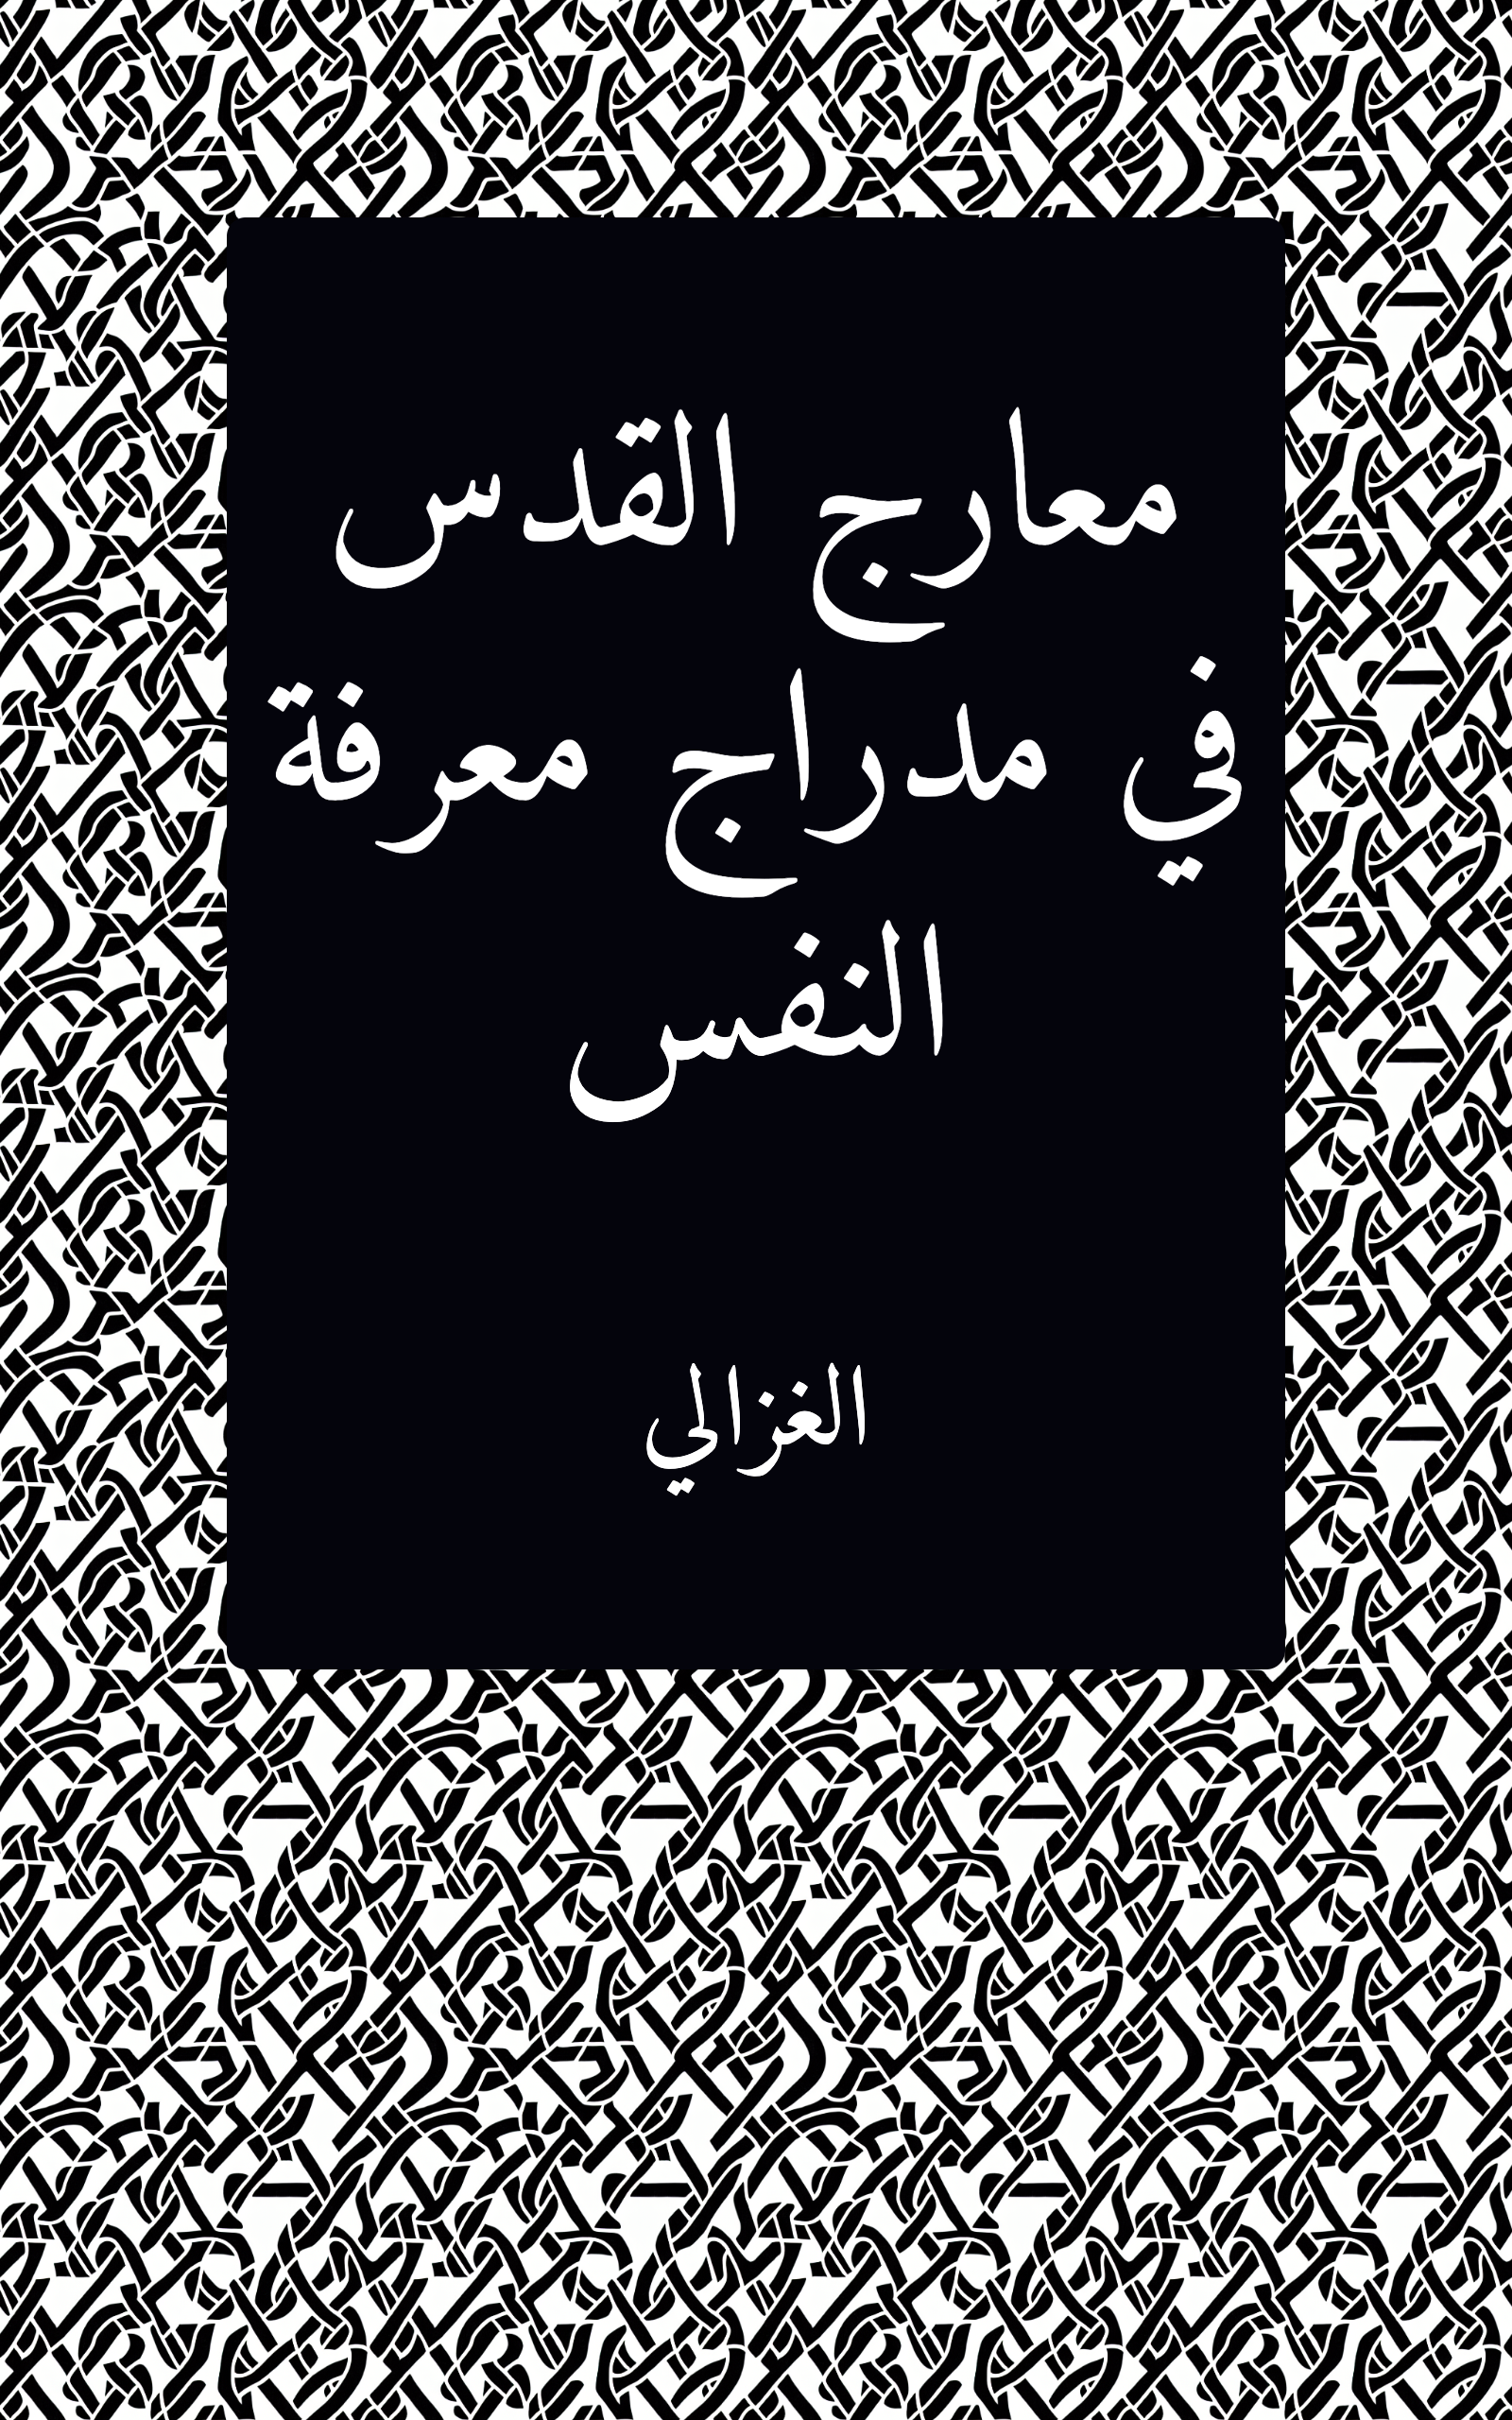 معارج القدس
في مدراج معرفة
النفس
الغزالي